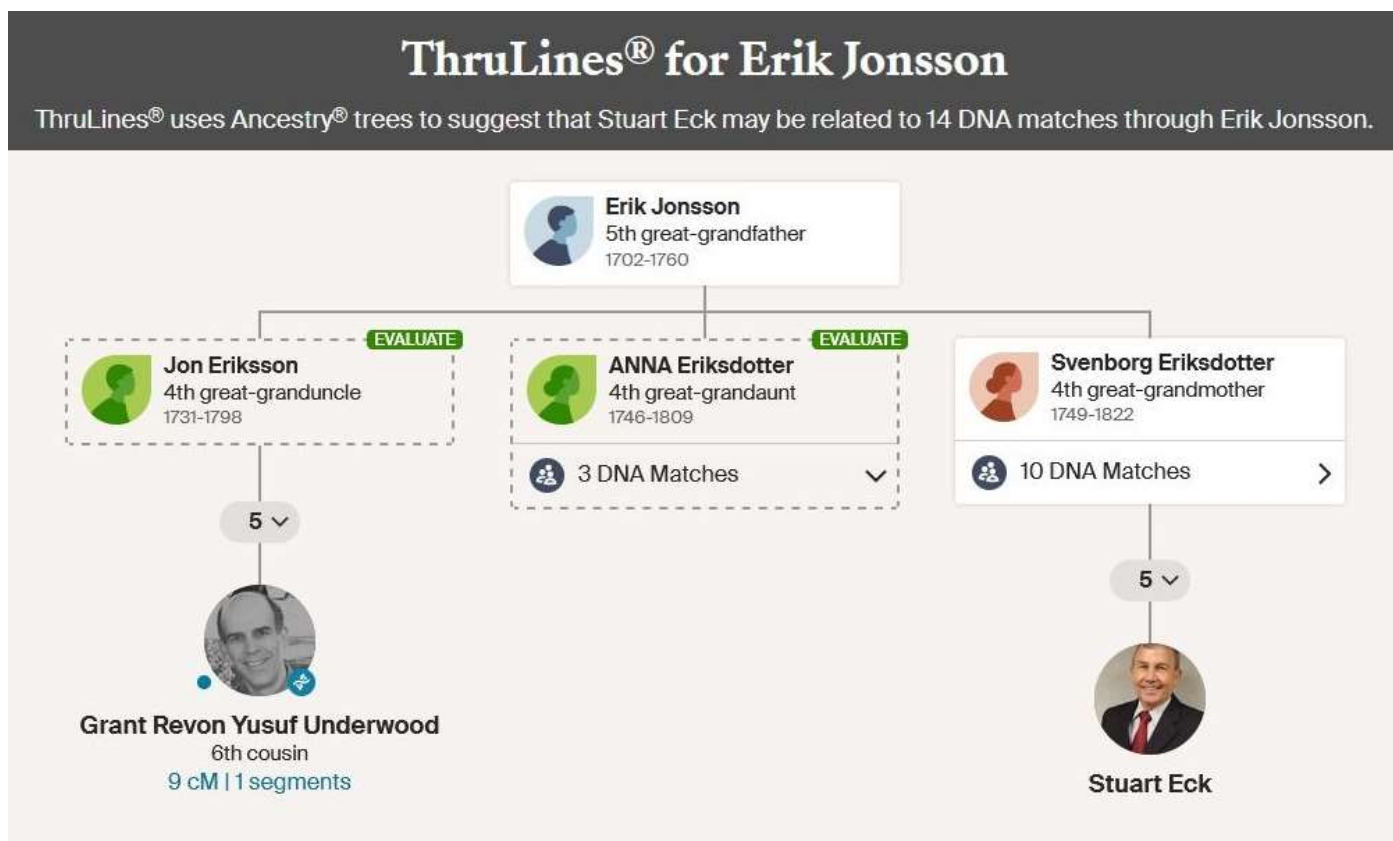 ThruLines® for Erik Jonsson
ThruLines® uses Ancestry® trees to suggest that Stuart Eck may be related to 14 DNA matches through Erik Jonsson.
Erik Jonsson
5th great-grandfather
1702-1760
EVALUATE
Jon Eriksson
4th great-granduncle
1731-1798
EVALUATE
ANNA Eriksdotter
4th great-grandaunt
1746-1809
3 DNA Matches
Svenborg Eriksdotter
4th great-grandmother
1749-1822
10 DNA Matches
5
Grant Revon Yusuf Underwood
6th cousin
9 cM | 1 segments
5
Stuart Eck